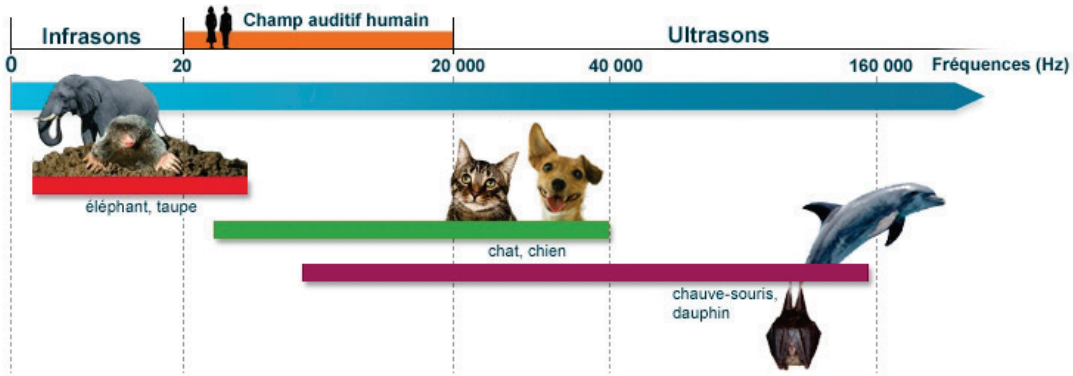 Champ auditif humain
Infrasons
Ultrasons
0
20
20 000
40 000
160 000
Fréquences (Hz)
éléphant, taupe
chat, chien
chauve-souris,
dauphin